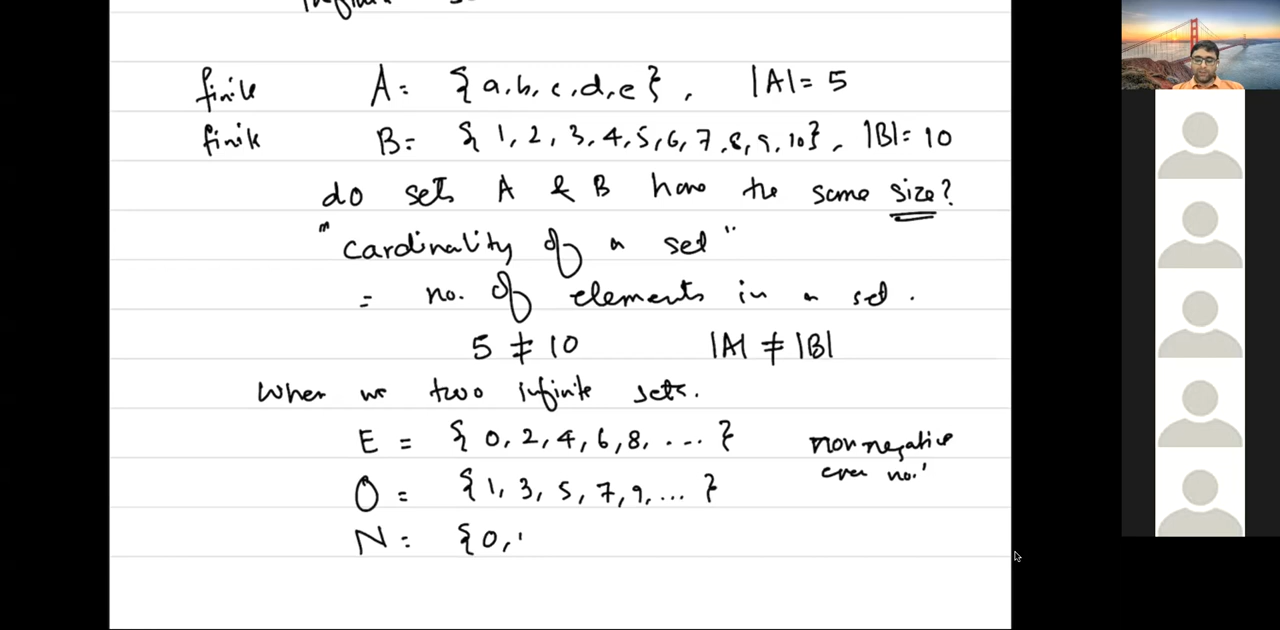 finite A = {a, b, c, d, e}, |A| = 5
finite B = {1, 2, 3, 4, 5, 6, 7, 8, 9, 10}, |B| = 10
do sets A & B have the same size?
"cardinality of a set"
= no. of elements in a set.
5 ≠ 10 |A| ≠ |B|
When we two infinite sets.
E = {0, 2, 4, 6, 8, ... } nonnegative
even no.'
O = {1, 3, 5, 7, 9, ... }
N = {0,